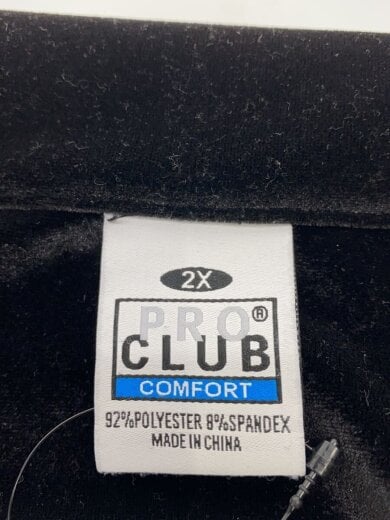 2X
PRO®
CLUB
COMFORT
92%POLYESTER 8%SPANDEX
MADE IN CHINA